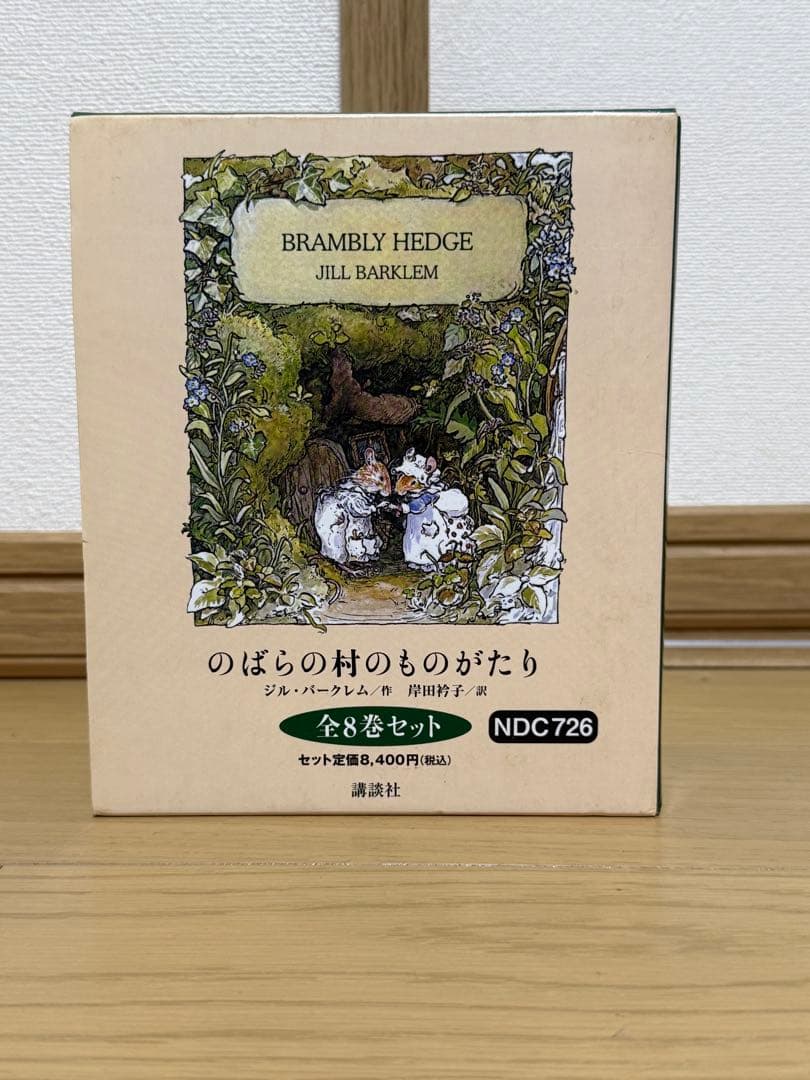 BRAMBLY HEDGE
JILL BARKLEM
のばらの村のものがたり
ジル・バークレム/作 岸田衿子/訳
全8巻セット NDC726
セット定価8,400円(税込)
講談社